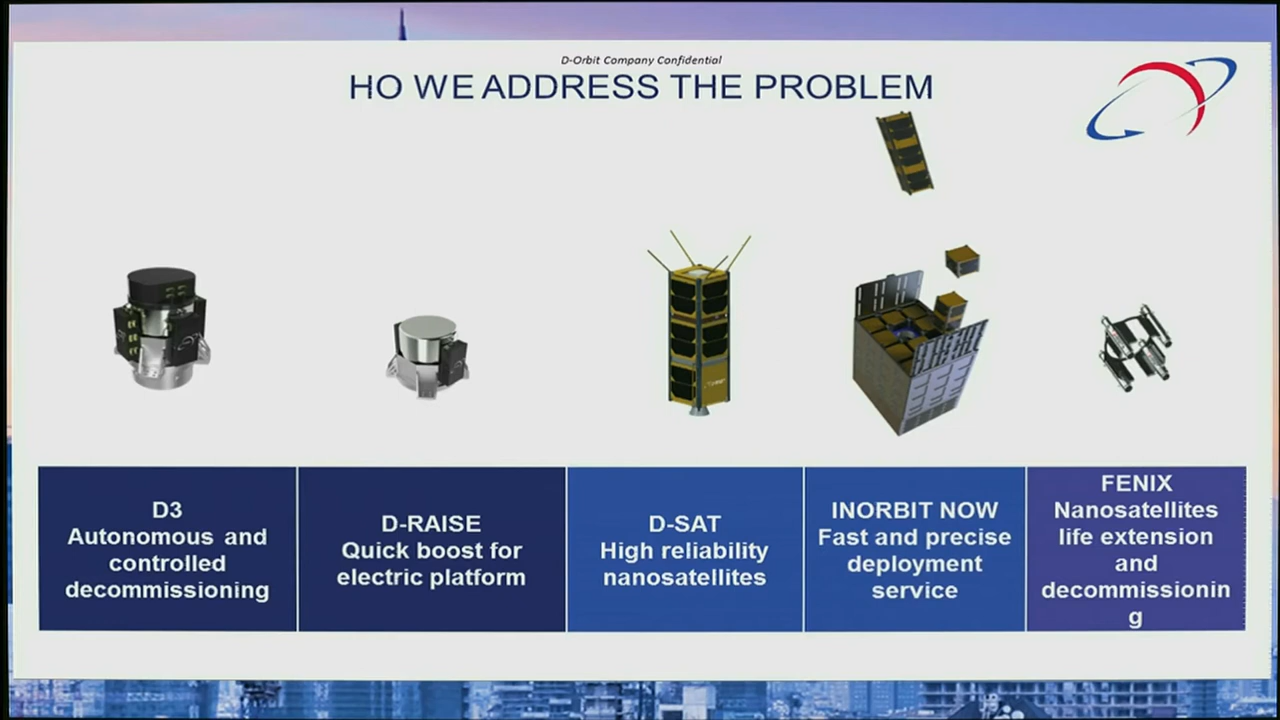 D-Orbit Company Confidential
HO WE ADDRESS THE PROBLEM
D3
Autonomous and
controlled
decommissioning
D-RAISE
Quick boost for
electric platform
D-SAT
High reliability
nanosatellites
INORBIT NOW
Fast and precise
deployment
service
FENIX
Nanosatellites
life extension
and
decommissionin
g